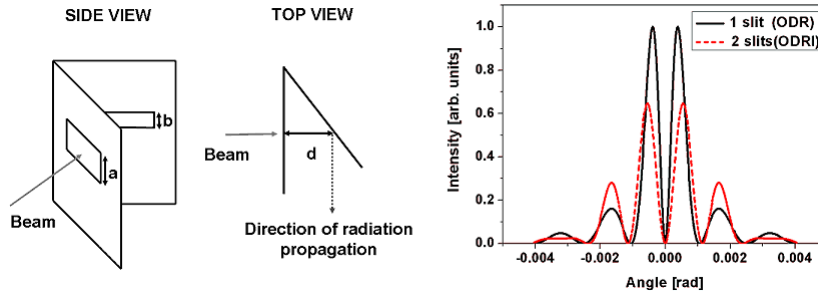 SIDE VIEW
TOP VIEW
b
a
Beam
Beam
d
Direction of radiation
propagation
1 slit (ODR)
2 slits(ODRI)
Intensity [arb. units]
1.0
0.8
0.6
0.4
0.2
0.0
-0.004
-0.002
0.000
0.002
0.004
Angle [rad]